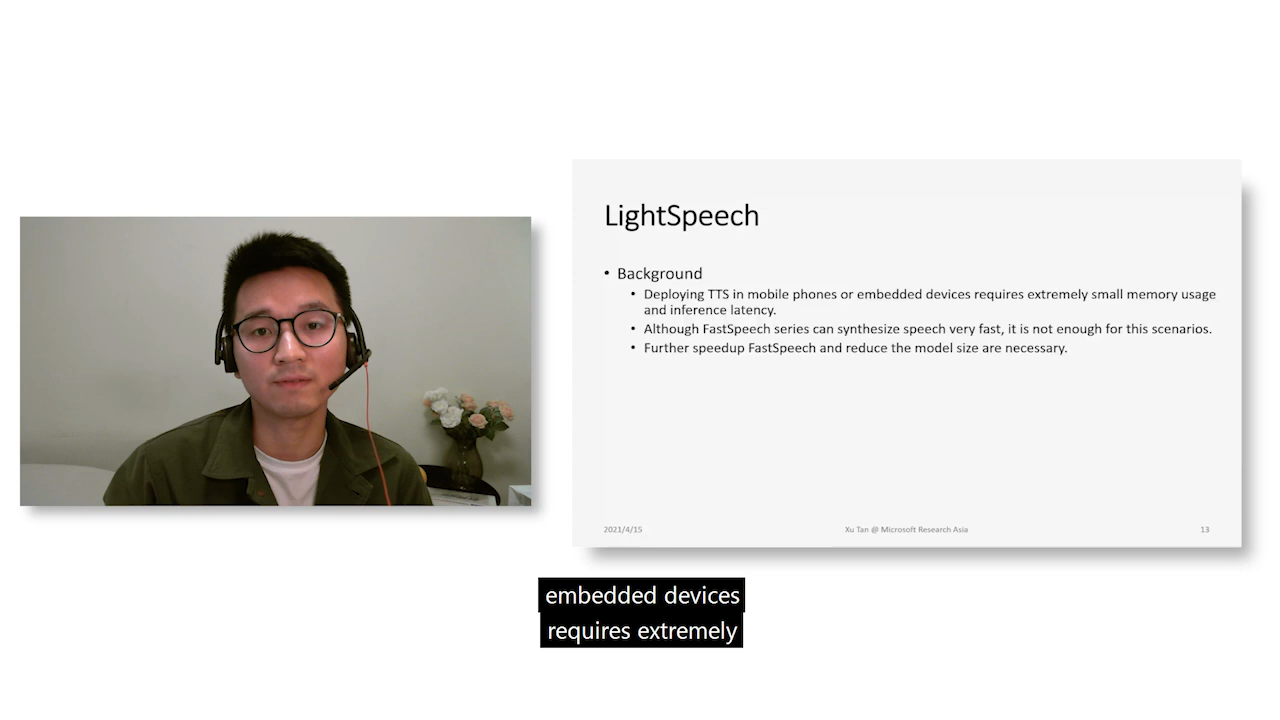 LightSpeech
• Background
• Deploying TTS in mobile phones or embedded devices requires extremely small memory usage
and inference latency.
• Although FastSpeech series can synthesize speech very fast, it is not enough for this scenarios.
• Further speedup FastSpeech and reduce the model size are necessary.
2021/4/15
Xu Tan @ Microsoft Research Asia
13
embedded devices
requires extremely